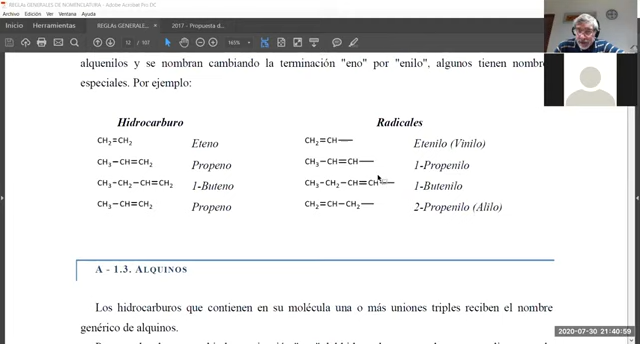 REGLAs GENERALES DE NOMENCLATURA - Adobe Acrobat Pro DC
Archivo Edición Ver Ventana Ayuda
Inicio Herramientas REGLAs GENERALE... 2017 – Propuesta d...
12 / 107 165%
alquenilos y se nombran cambiando la terminación "eno" por "enilo", algunos tienen nombre
especiales. Por ejemplo:
Hidrocarburo Radicales
CH2=CH2 Eteno CH2=CH— Etenilo (Vinilo)
CH3−CH=CH2 Propeno CH3−CH=CH— 1-Propenilo
CH3−CH2−CH=CH2 1-Buteno CH3−CH2−CH=CH— 1-Butenilo
CH3−CH=CH2 Propeno CH2=CH−CH2— 2-Propenilo (Alilo)
A - 1.3. ALQUINOS
Los hidrocarburos que contienen en su molécula una o más uniones triples reciben el nombre
genérico de alquinos.
2020-07-30 21:40:59